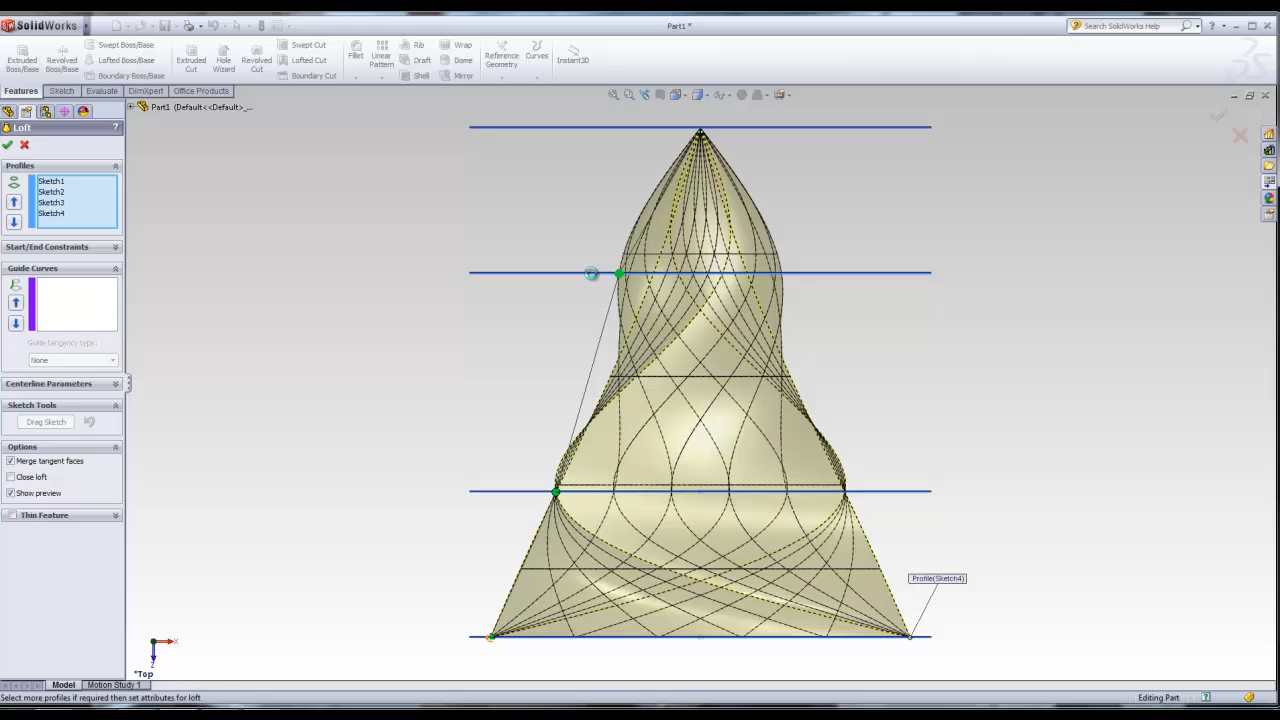 SolidWorks
Part1 *
Search SolidWorks Help
Extruded Boss/Base
Revolved Boss/Base
Swept Boss/Base
Lofted Boss/Base
Boundary Boss/Base
Extruded Cut
Hole Wizard
Revolved Cut
Swept Cut
Lofted Cut
Boundary Cut
Fillet
Linear Pattern
Rib
Draft
Shell
Wrap
Dome
Mirror
Reference Geometry
Curves
Instant3D
Features Sketch Evaluate DimXpert Office Products
Part1 (Default<<Default>_...
Loft ?
Profiles
Sketch1
Sketch2
Sketch3
Sketch4
Start/End Constraints
Guide Curves
Guide tangency type:
None
Centerline Parameters
Sketch Tools
Drag Sketch
Options
Merge tangent faces
Close loft
Show preview
Thin Feature
Profile(Sketch4)
X
Z
*Top
Model Motion Study 1
Select more profiles if required then set attributes for loft
Editing Part